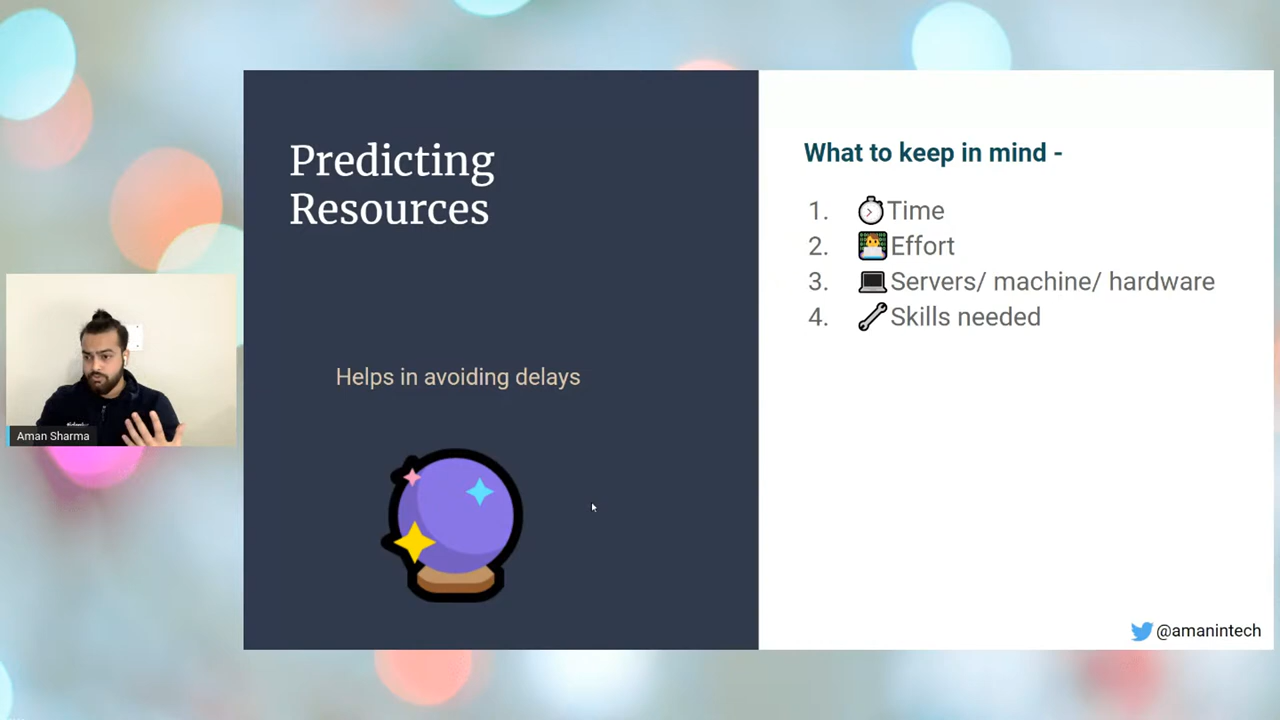 Predicting
Resources
Helps in avoiding delays
What to keep in mind -
1. Time
2. Effort
3. Servers/ machine/ hardware
4. Skills needed
@amanintech
Aman Sharma